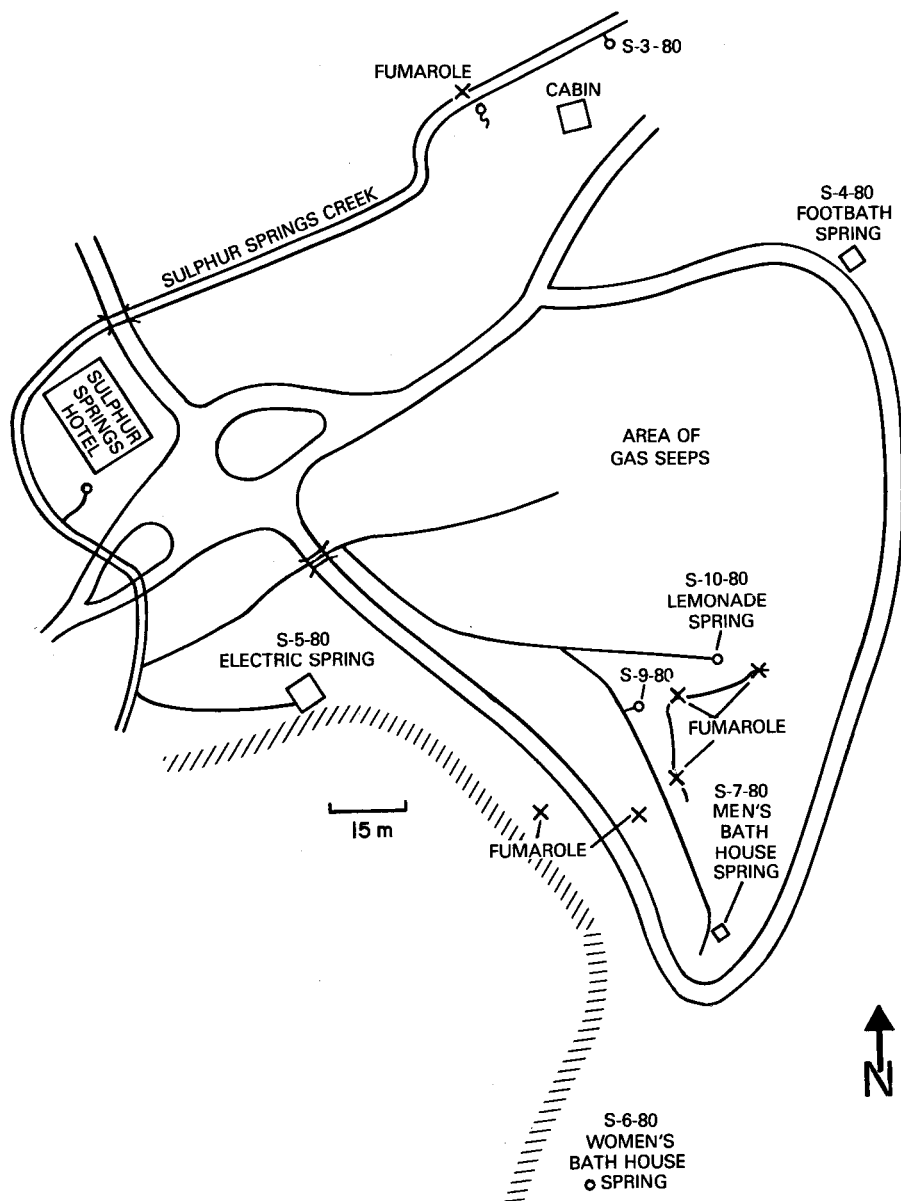 S-3-80
FUMAROLE
CABIN
S-4-80
FOOTBATH
SPRING
SULPHUR SPRINGS CREEK
SULPHUR
SPRINGS
HOTEL
AREA OF
GAS SEEPS
S-10-80
LEMONADE
SPRING
S-5-80
ELECTRIC SPRING
S-9-80
FUMAROLE
S-7-80
MEN'S
BATH
HOUSE
SPRING
15 m
FUMAROLE
N
S-6-80
WOMEN'S
BATH HOUSE
SPRING